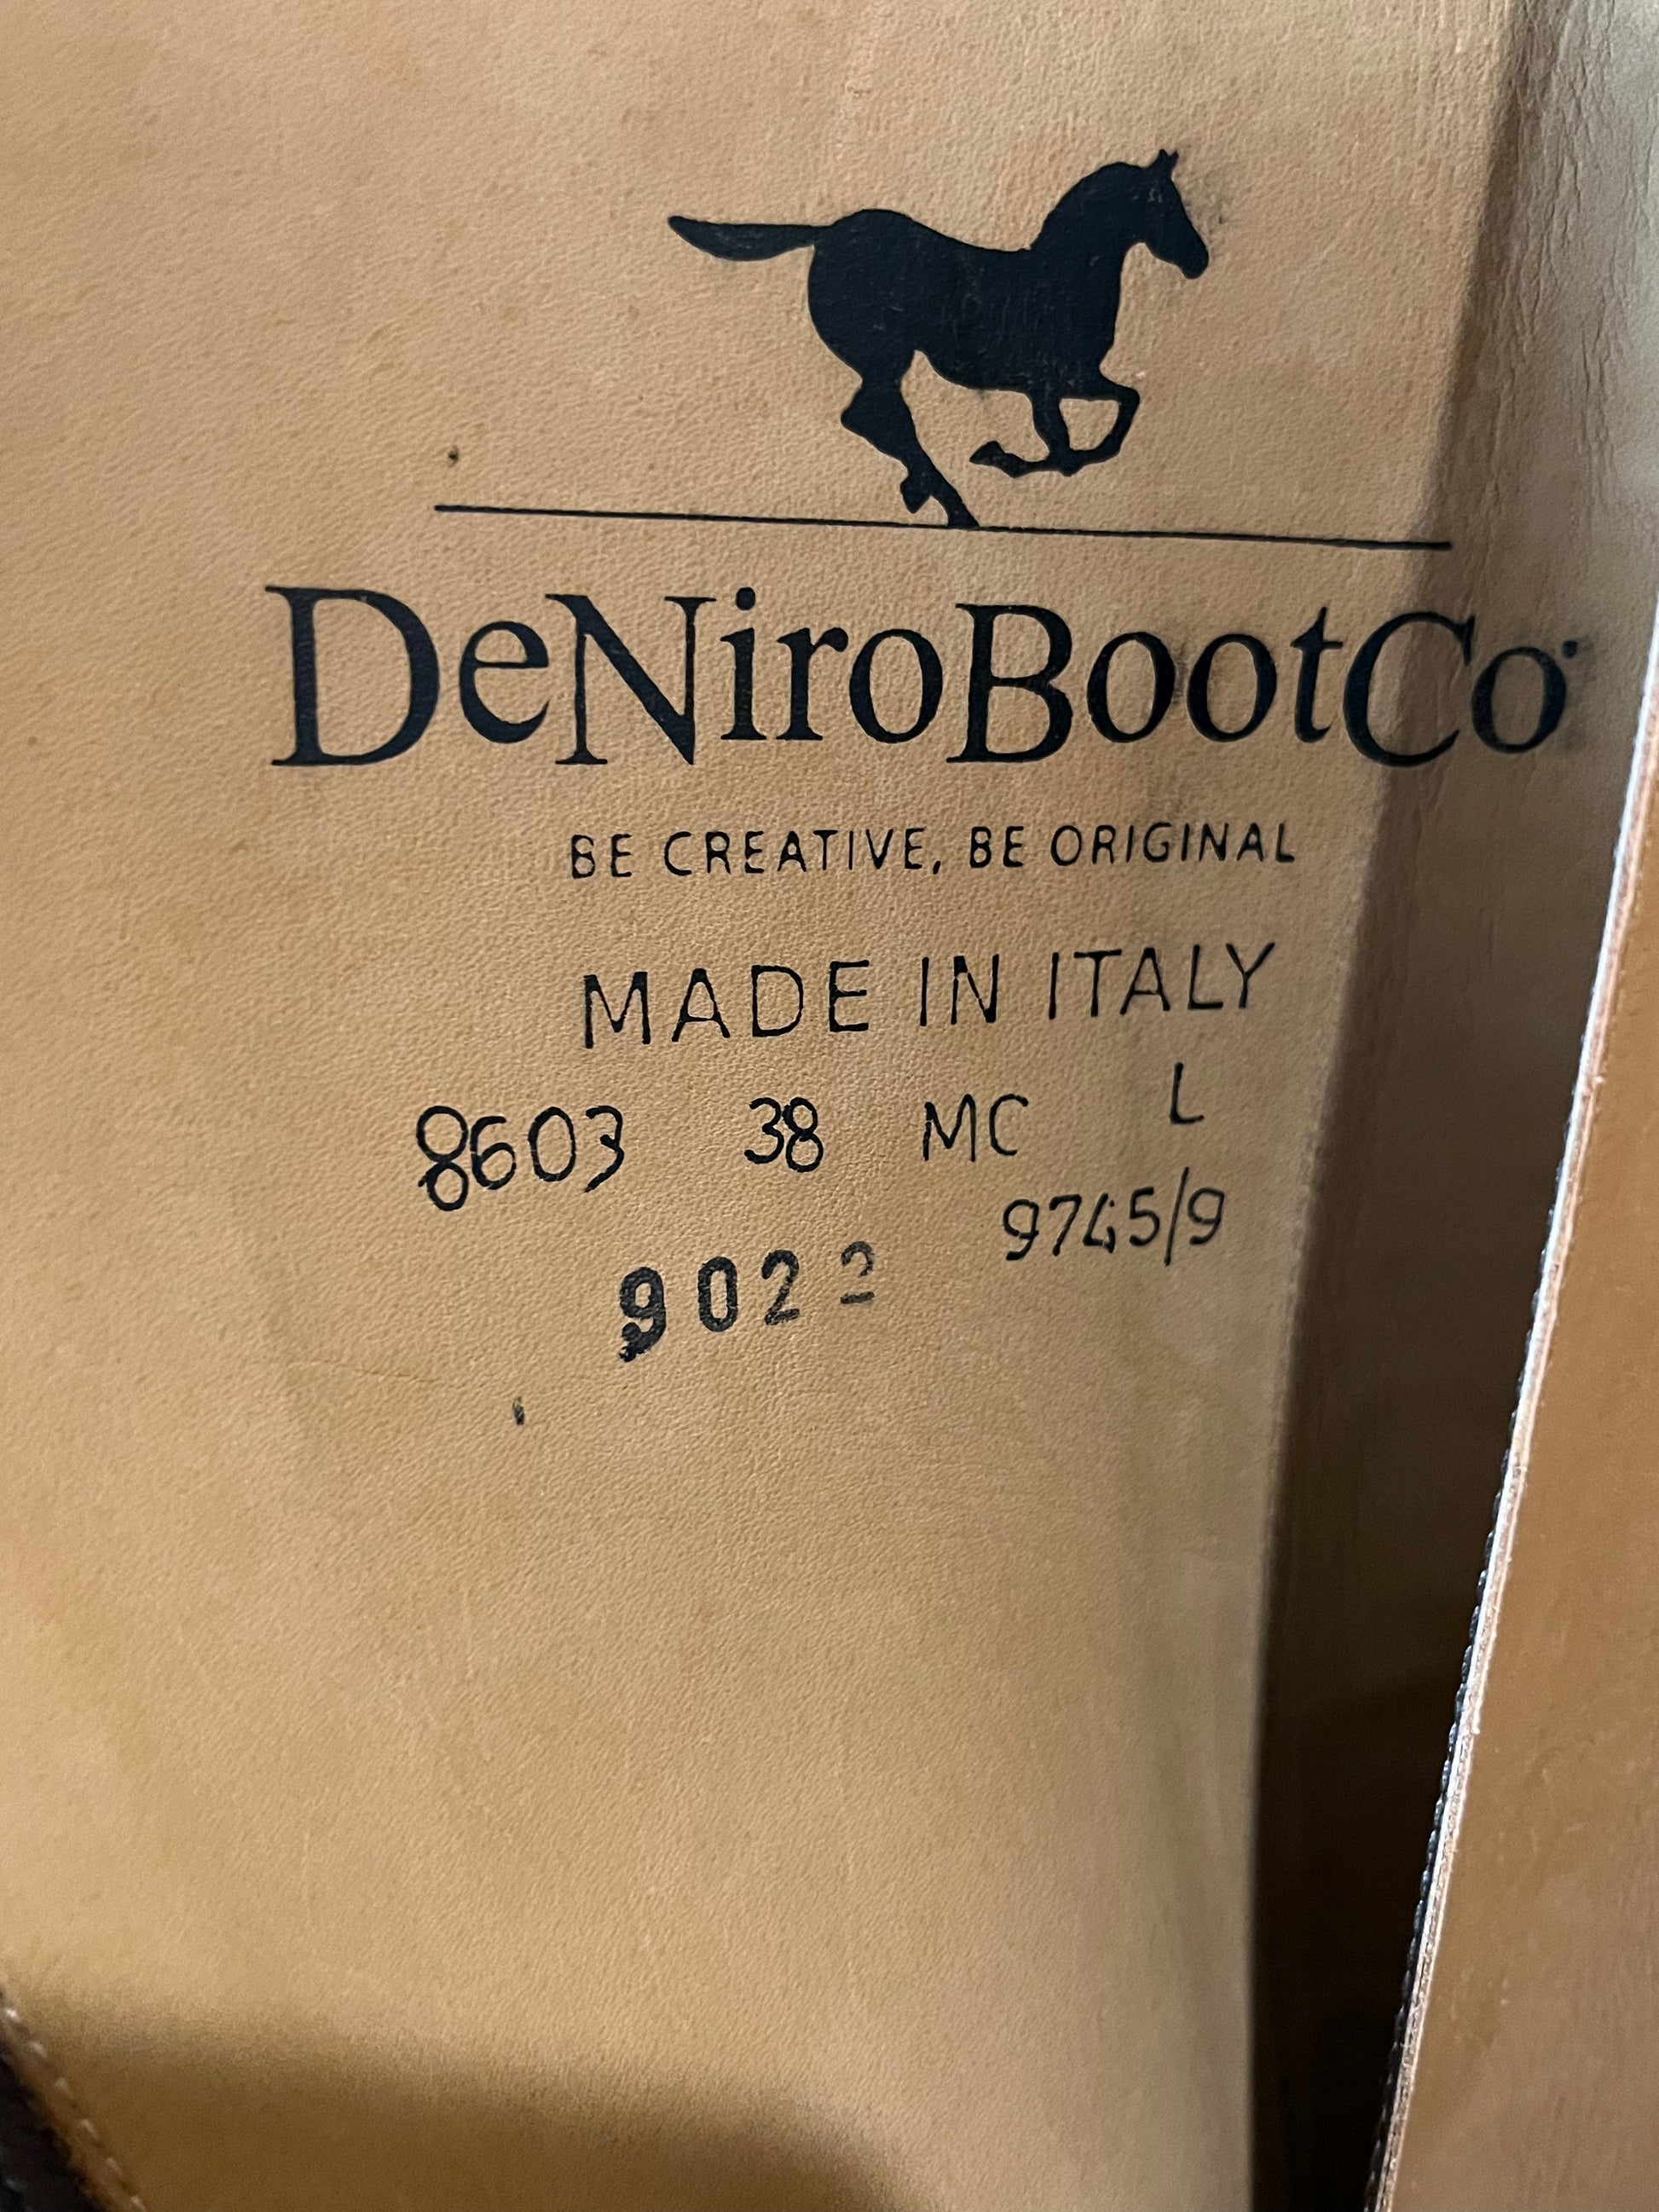 DeNiroBootCo
BE CREATIVE, BE ORIGINAL
MADE IN ITALY
8603 38 MC L
9745/9
9022